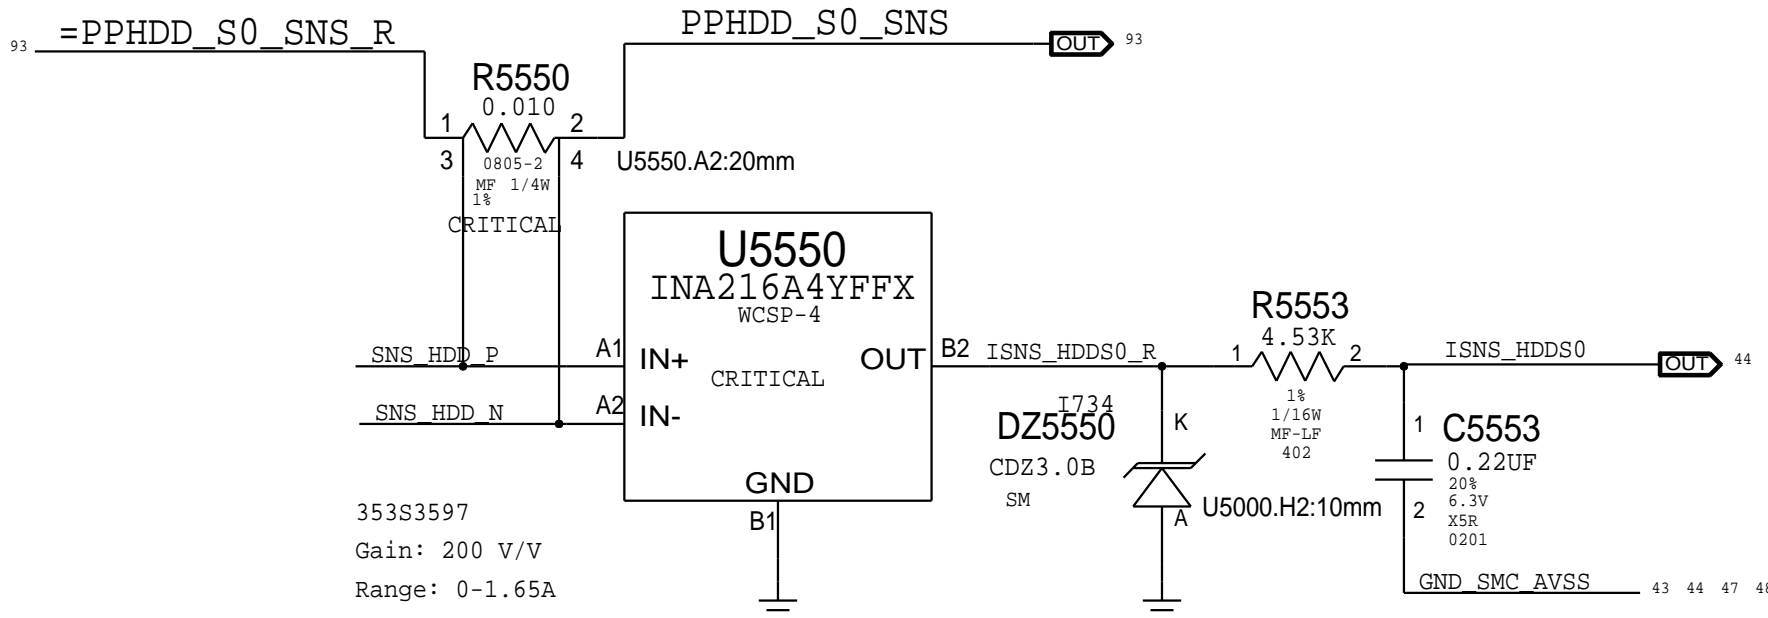 93 =PPHDD_S0_SNS_R
PPHDD_S0_SNS
OUT 93
R5550
0.010
1 2
3 4
0805-2
MF 1/4W
1%
CRITICAL
U5550.A2:20mm
U5550
INA216A4YFFX
WCSP-4
CRITICAL
SNS_HDD_P A1 IN+
SNS_HDD_N A2 IN-
OUT B2 ISNS_HDDS0_R
GND
B1
R5553
4.53K
1 2
1%
1/16W
MF-LF
402
ISNS_HDDS0
OUT 44
I734
DZ5550
CDZ3.0B
SM
K
A
U5000.H2:10mm
1
C5553
0.22UF
20%
6.3V
X5R
0201
2
GND_SMC_AVSS 43 44 47 48
353S3597
Gain: 200 V/V
Range: 0-1.65A